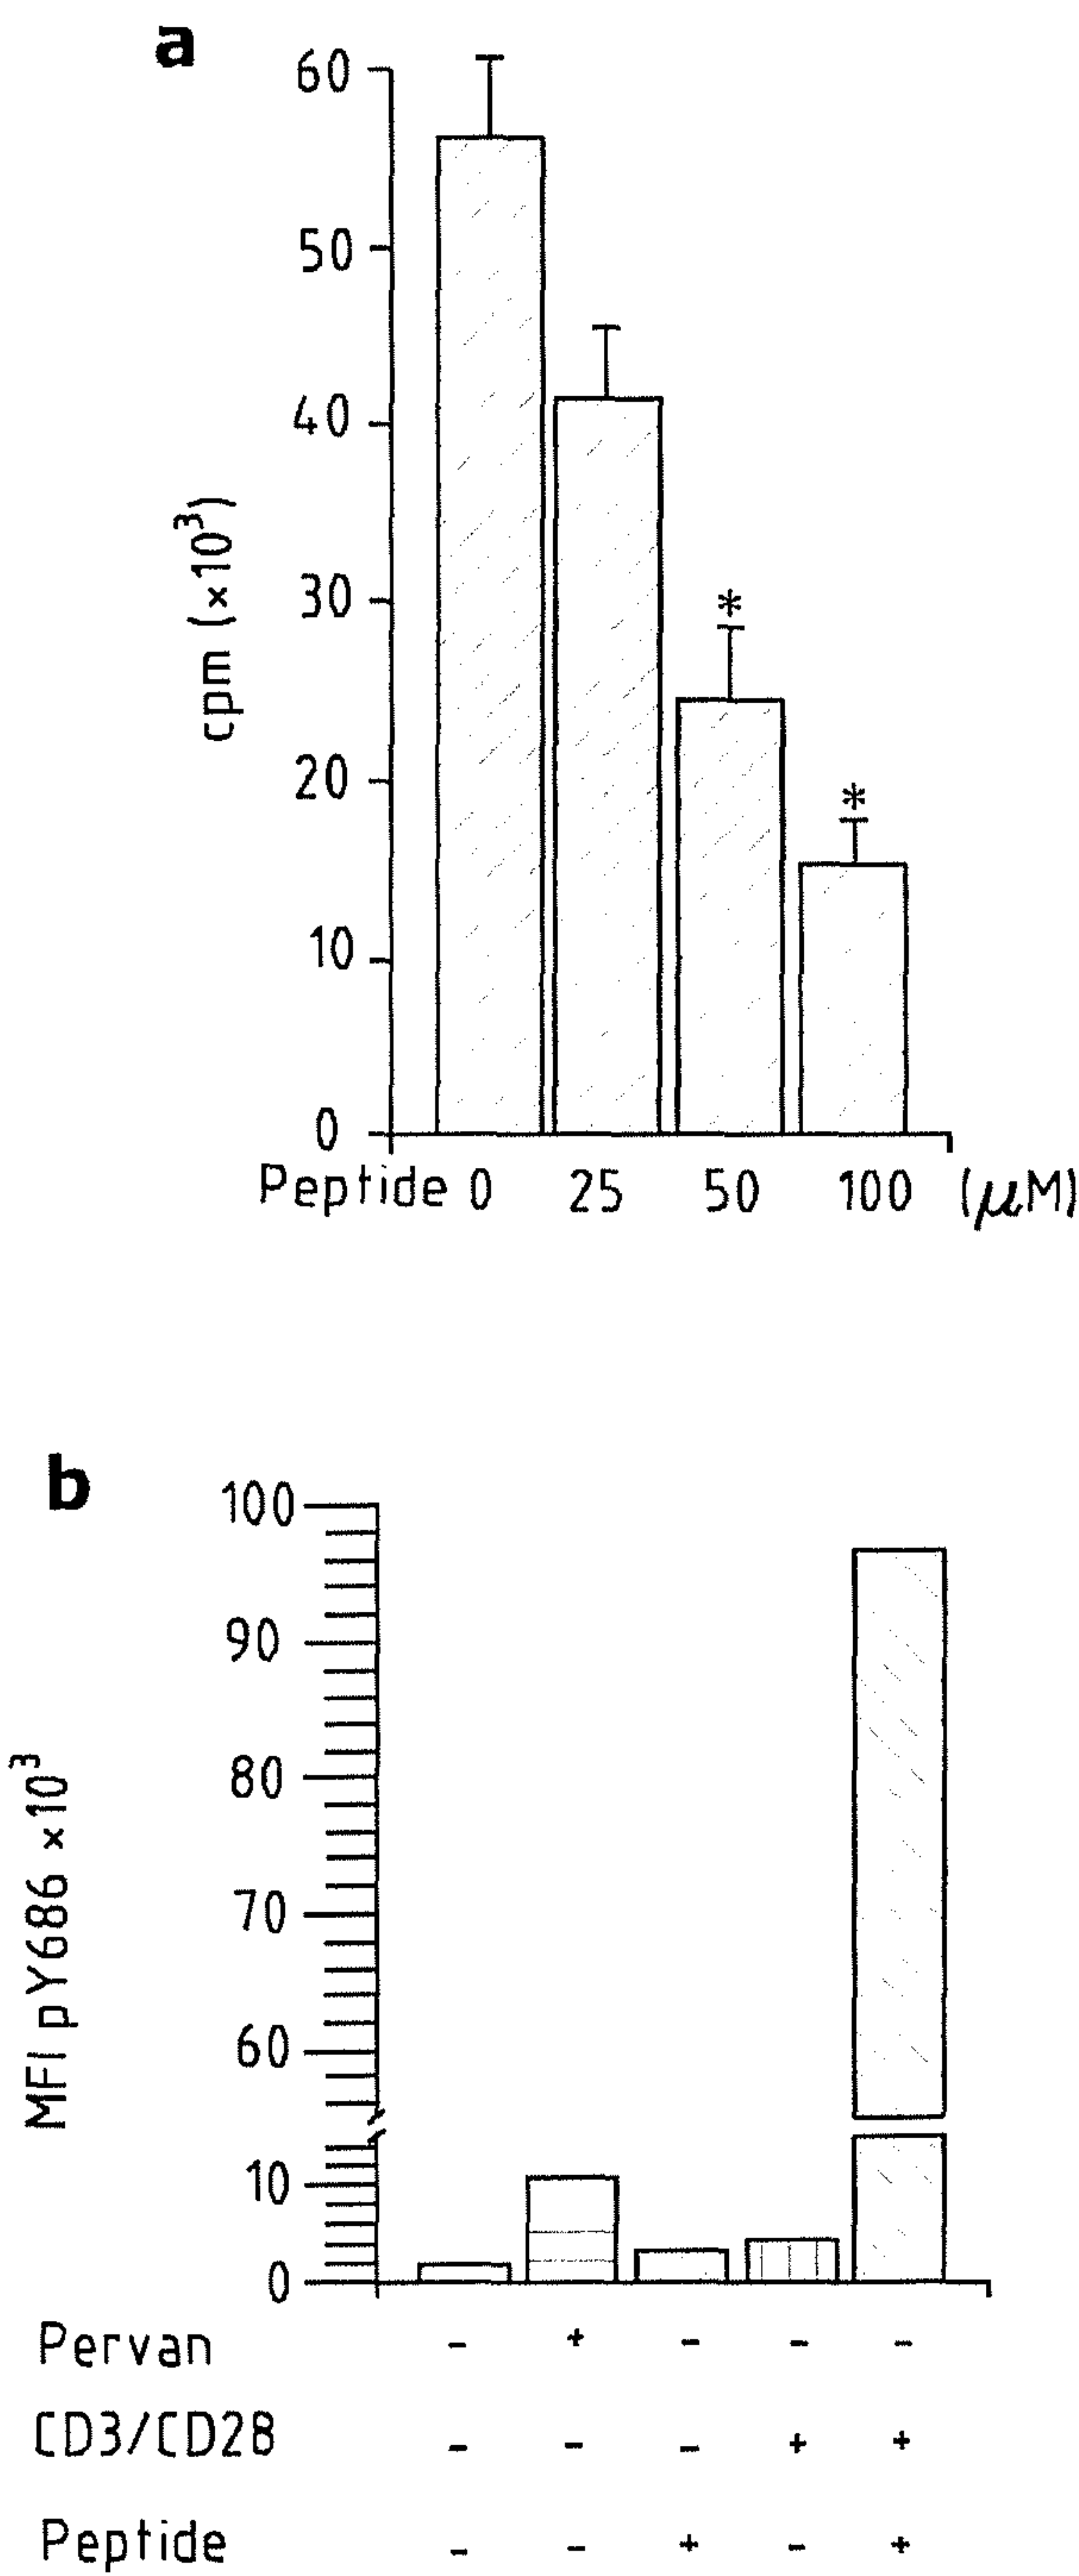 a
60
50
40
30
20
10
0
cpm (×10³)
Peptide 0 25 50 100 (μM)
*
*
b
100
90
80
70
60
10
0
MFI pY686 ×10³
Pervan - + - - -
CD3/CD28 - - - + +
Peptide - - + - +